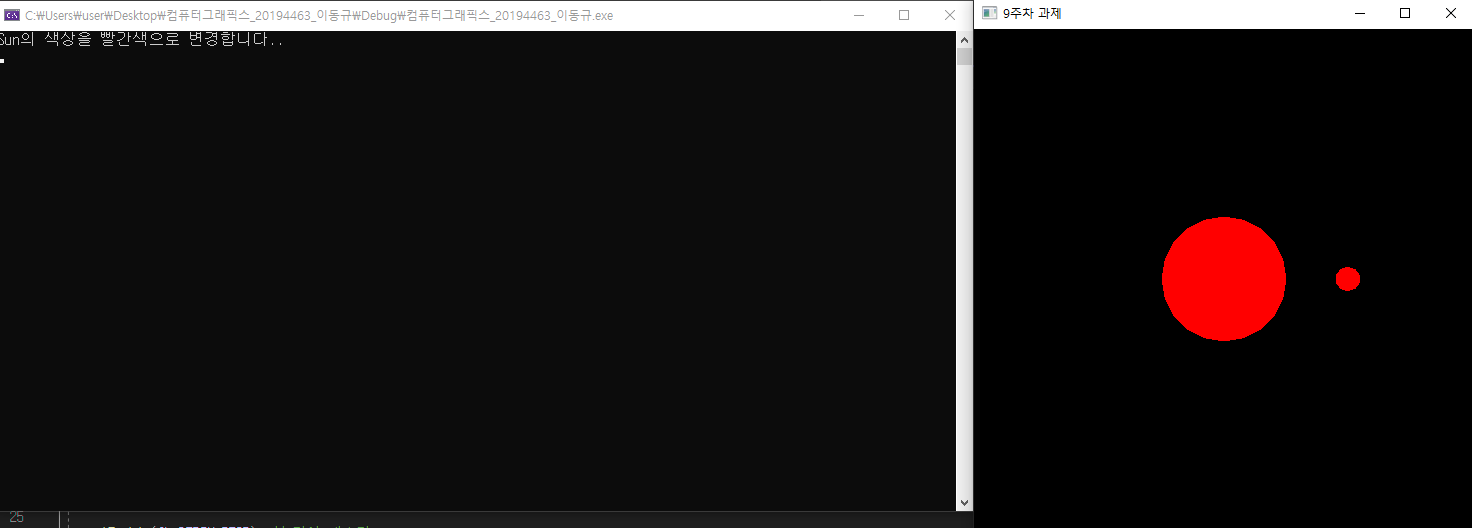 C:\Users\user\Desktop\컴퓨터그래픽스_20194463_이동규\Debug\컴퓨터그래픽스_20194463_이동규.exe
Sun의 색상을 빨간색으로 변경합니다..
9주차 과제
25